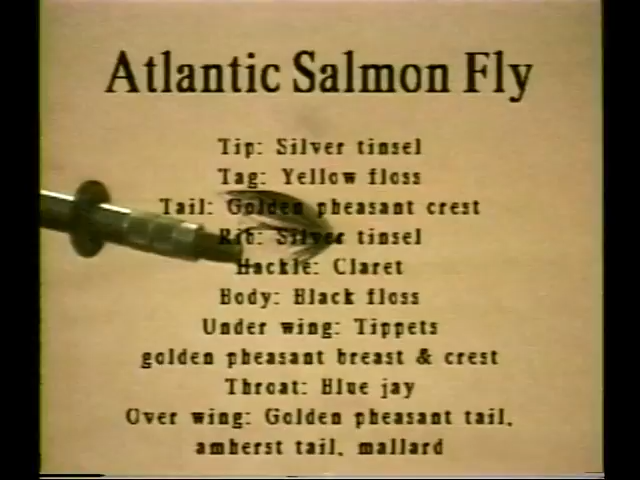 Atlantic Salmon Fly
Tip: Silver tinsel
Tag: Yellow floss
Tail: Golden pheasant crest
Rib: Silver tinsel
Hackle: Claret
Body: Black floss
Under wing: Tippets
golden pheasant breast & crest
Throat: Blue jay
Over wing: Golden pheasant tail,
amherst tail, mallard